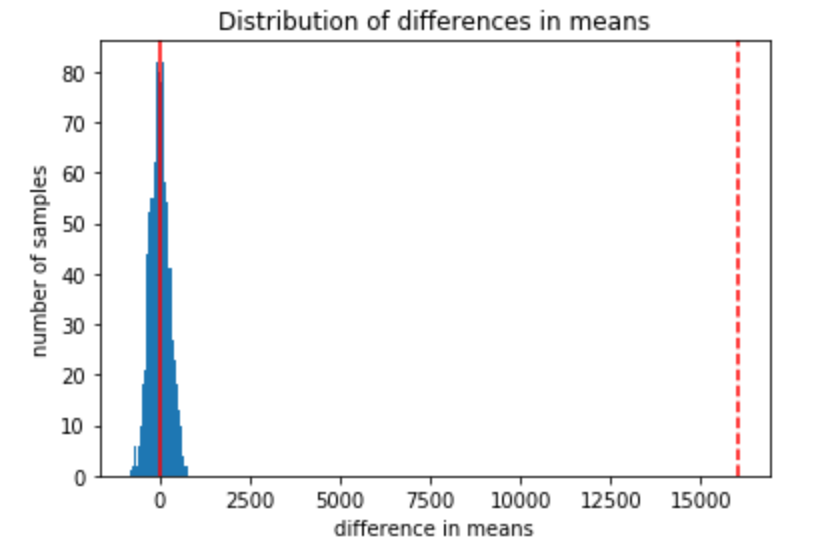 Distribution of differences in means
80
70
60
50
40
30
20
10
0
number of samples
0 2500 5000 7500 10000 12500 15000
difference in means